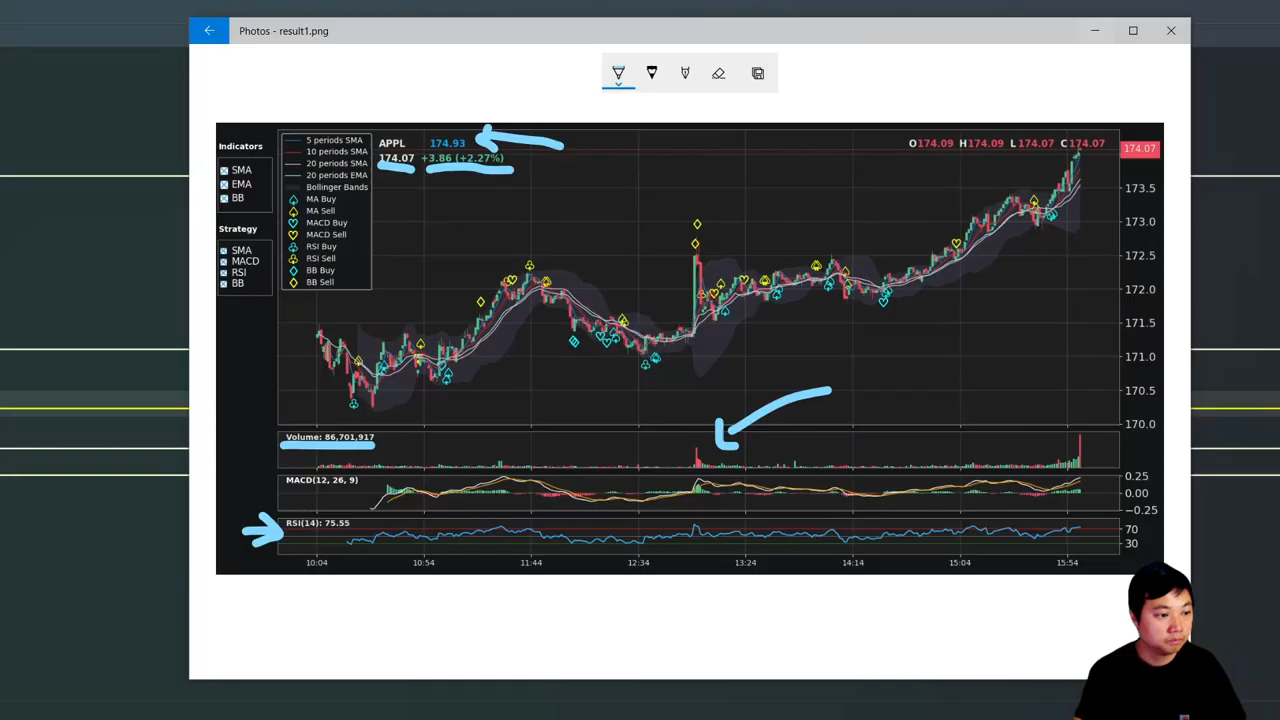 Photos - result1.png
Indicators
SMA
EMA
BB
Strategy
SMA
MACD
RSI
BB
5 periods SMA
10 periods SMA
20 periods SMA
20 periods EMA
Bollinger Bands
MA Buy
MA Sell
MACD Buy
MACD Sell
RSI Buy
RSI Sell
BB Buy
BB Sell
APPL 174.93
174.07 +3.86 (+2.27%)
O174.09 H174.09 L174.07 C174.07
174.07
173.5
173.0
172.5
172.0
171.5
171.0
170.5
170.0
Volume: 86,701,917
MACD(12, 26, 9)
0.25
0.00
−0.25
RSI(14): 75.55
70
30
10:04 10:54 11:44 12:34 13:24 14:14 15:04 15:54